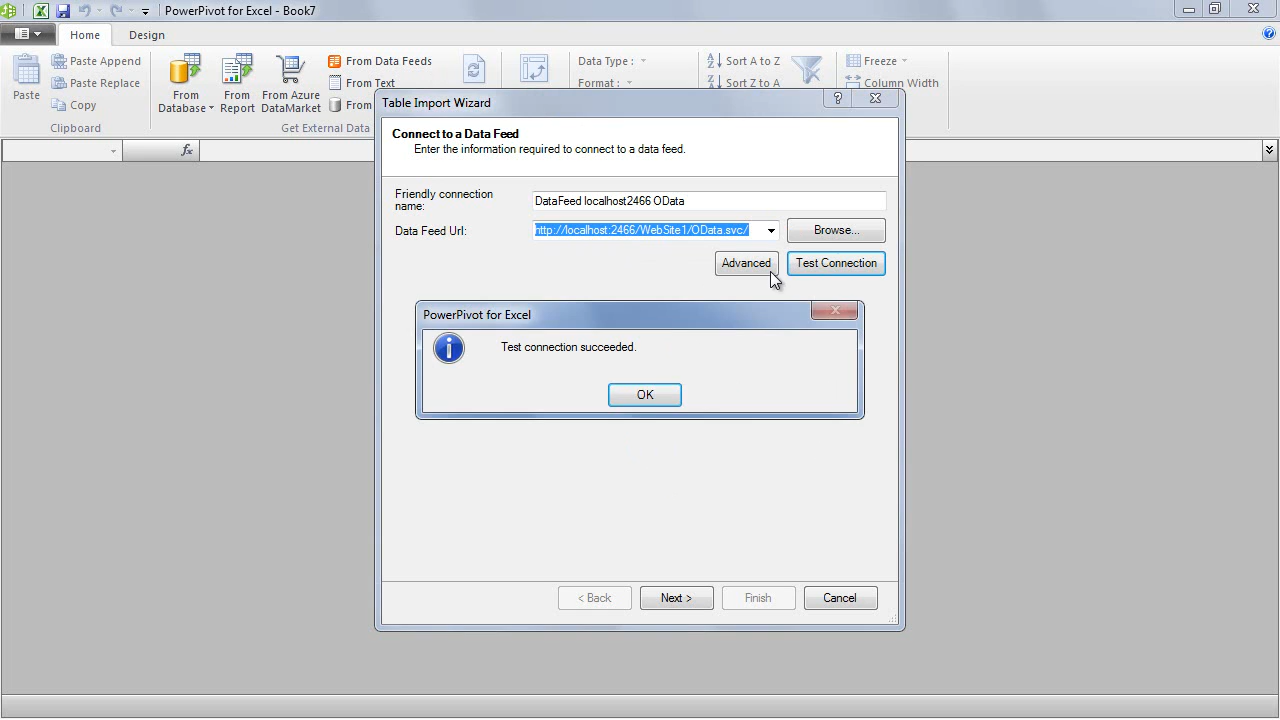 PowerPivot for Excel - Book7
Home Design
Paste
Paste Append
Paste Replace
Copy
Clipboard
From Database
From Report
From Azure DataMarket
From Data Feeds
From Text
From
Get External Data
Data Type :
Format :
Sort A to Z
Sort Z to A
Freeze
Column Width
fx
Table Import Wizard
?
Connect to a Data Feed
Enter the information required to connect to a data feed.
Friendly connection
name:
DataFeed localhost2466 OData
Data Feed Url:
http://localhost:2466/WebSite1/OData.svc/
Browse...
Advanced
Test Connection
PowerPivot for Excel
Test connection succeeded.
OK
< Back
Next >
Finish
Cancel